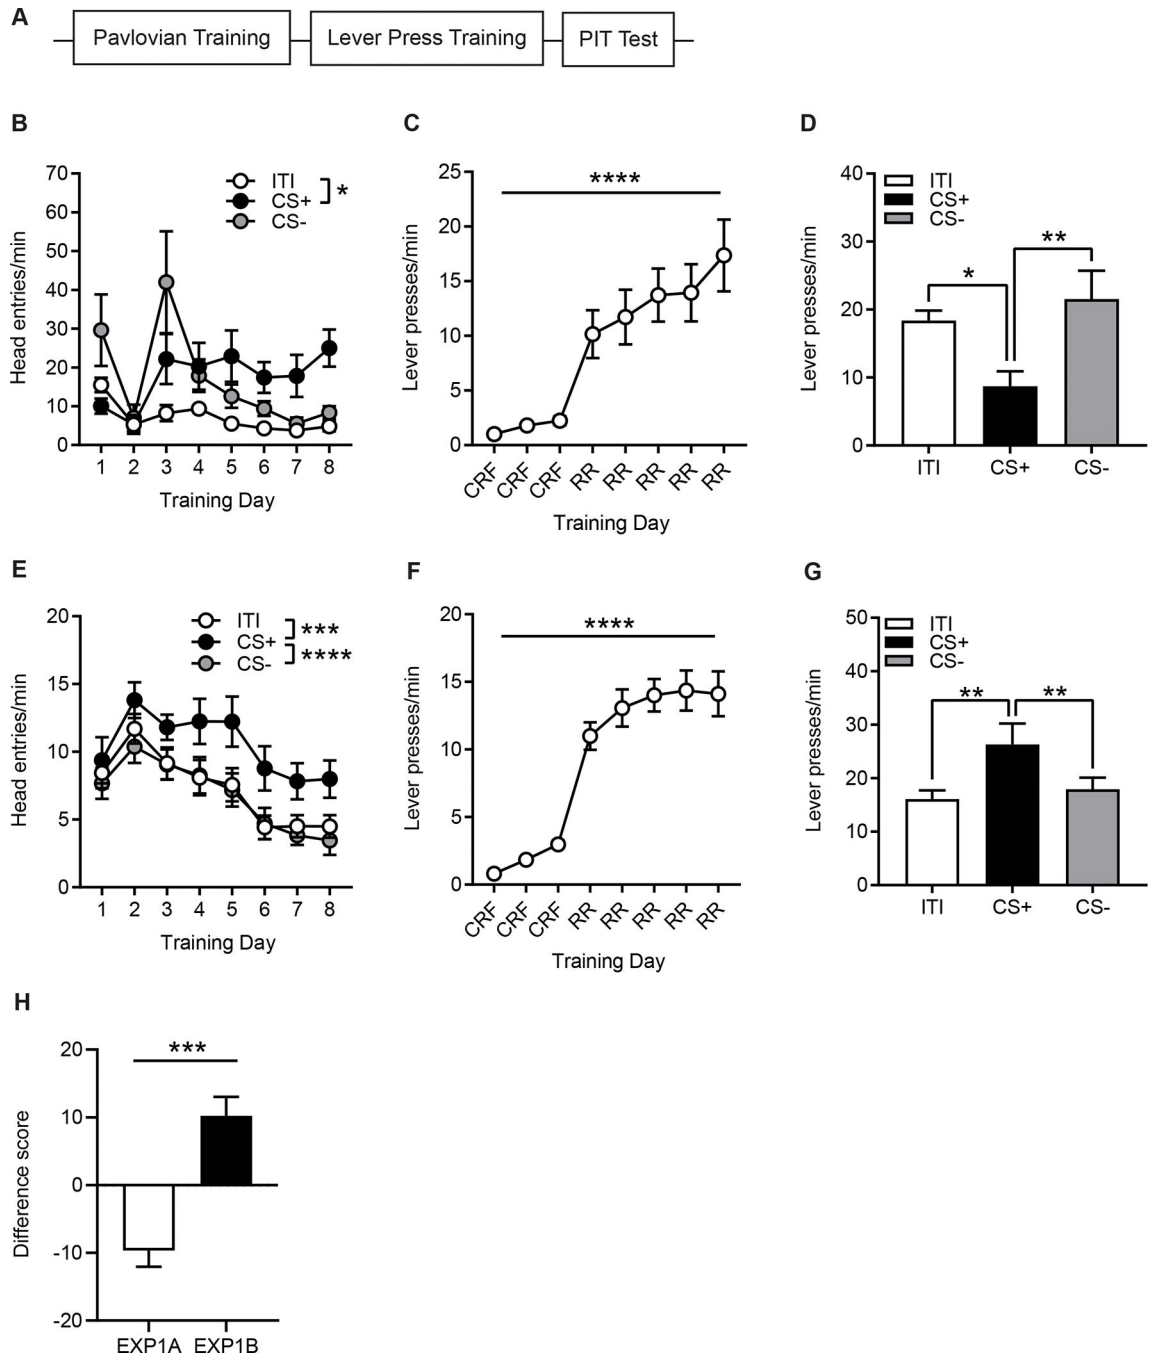 A
Pavlovian Training
Lever Press Training
PIT Test
B
Head entries/min
70
60
50
40
30
20
10
0
ITI
CS+
CS-
*
1 2 3 4 5 6 7 8
Training Day
C
Lever presses/min
25
20
15
10
5
0
****
CRF CRF CRF RR RR RR RR RR
Training Day
D
Lever presses/min
40
30
20
10
0
ITI
CS+
CS-
*
**
ITI CS+ CS-
E
Head entries/min
20
15
10
5
0
ITI
CS+
CS-
***
****
1 2 3 4 5 6 7 8
Training Day
F
Lever presses/min
20
15
10
5
0
****
CRF CRF CRF RR RR RR RR RR
Training Day
G
Lever presses/min
50
40
30
20
10
0
ITI
CS+
CS-
**
**
ITI CS+ CS-
H
Difference score
20
10
0
-10
-20
***
EXP1A EXP1B